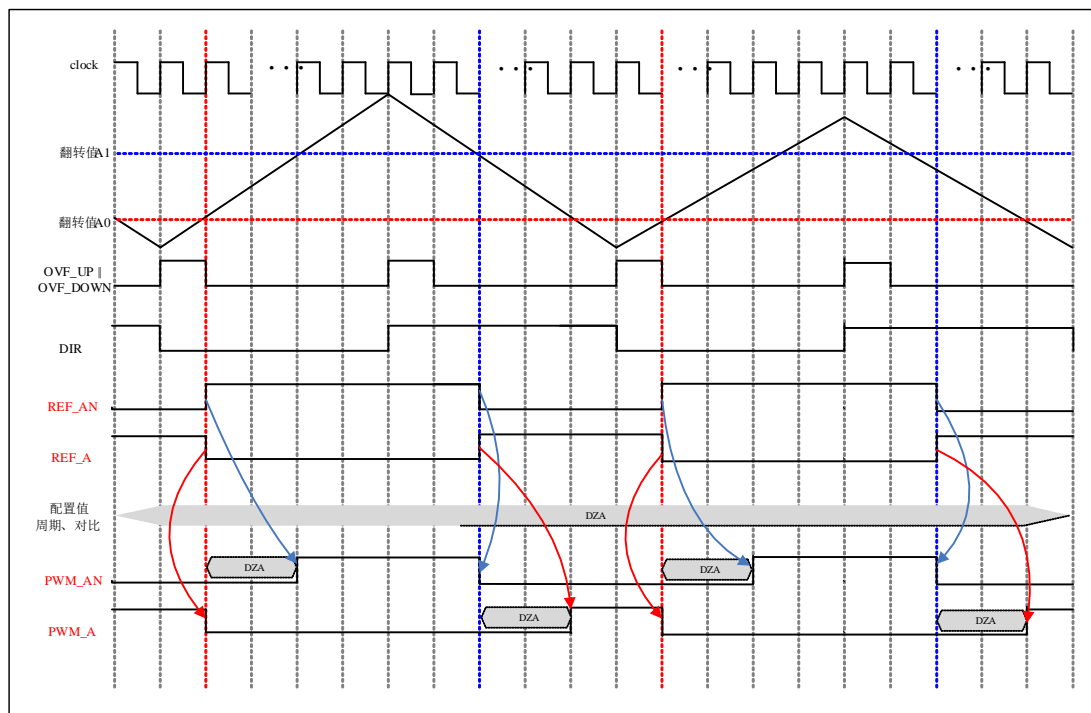 clock
翻转值A1
翻转值A0
OVF_UP ||
OVF_DOWN
DIR
REF_AN
REF_A
配置值
周期、对比
DZA
PWM_AN
DZA
DZA
PWM_A
DZA
DZA